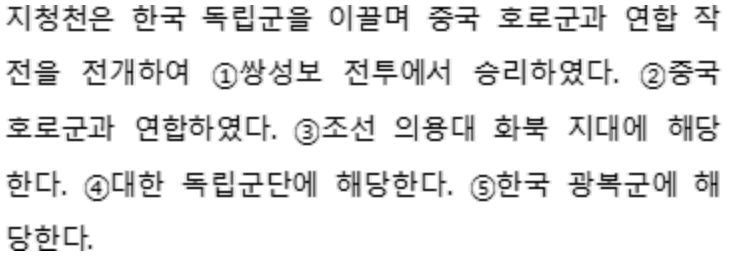 지청천은 한국 독립군을 이끌며 중국 호로군과 연합 작
전을 전개하여 ①쌍성보 전투에서 승리하였다. ②중국
호로군과 연합하였다. ③조선 의용대 화북 지대에 해당
한다. ④대한 독립군단에 해당한다. ⑤한국 광복군에 해
당한다.